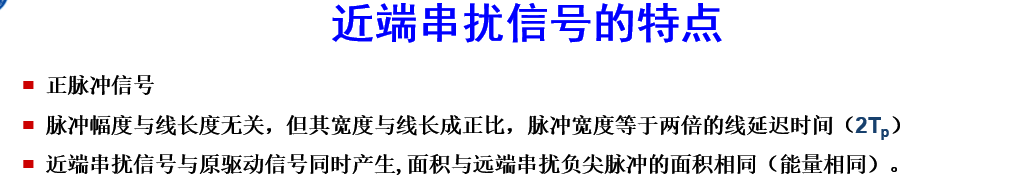 近端串扰信号的特点
正脉冲信号
脉冲幅度与线长度无关，但其宽度与线长成正比，脉冲宽度等于两倍的线延迟时间（2Tp）
近端串扰信号与原驱动信号同时产生,面积与远端串扰负尖脉冲的面积相同（能量相同）。